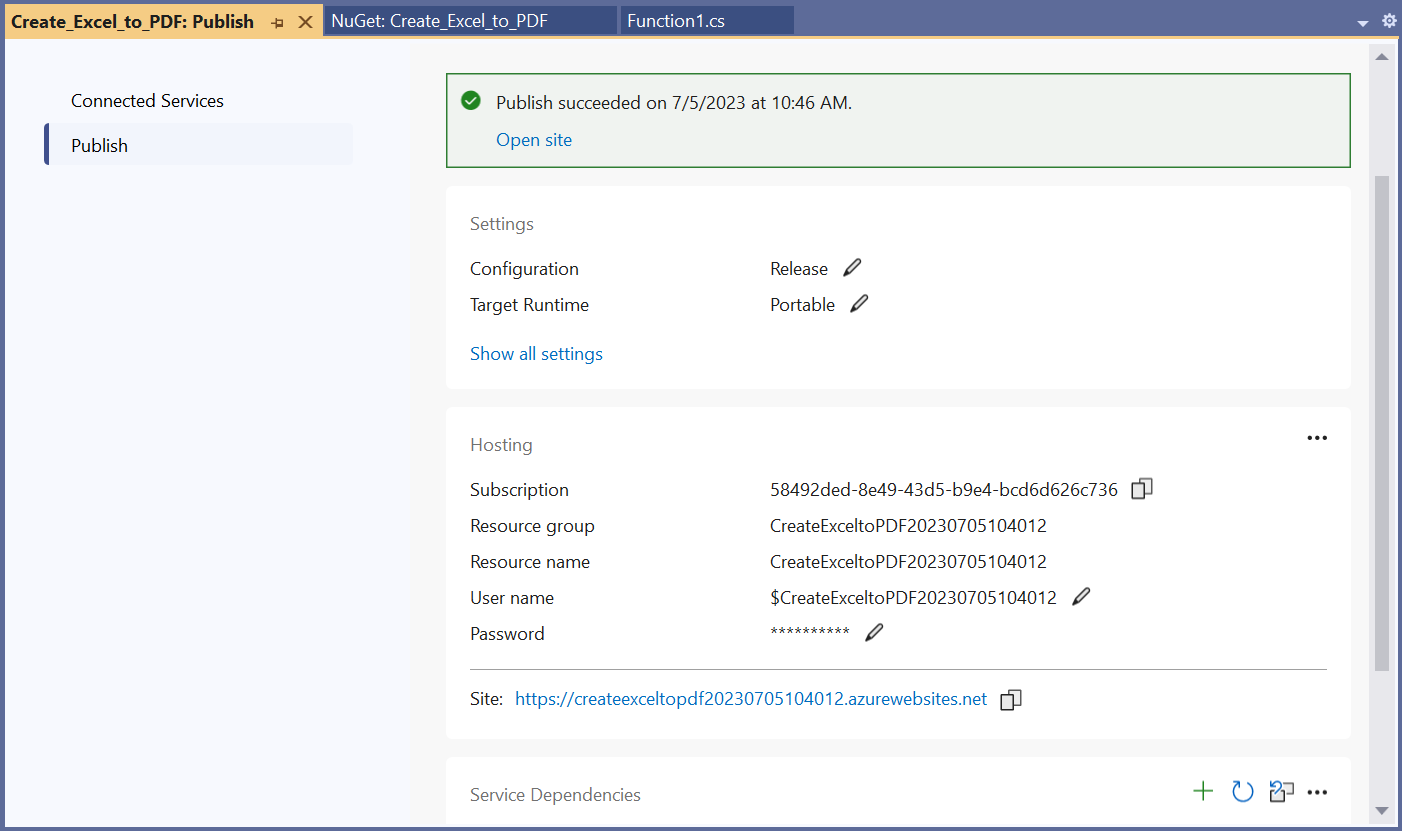 Create_Excel_to_PDF: Publish
NuGet: Create_Excel_to_PDF
Function1.cs
Connected Services
Publish
Publish succeeded on 7/5/2023 at 10:46 AM.
Open site
Settings
Configuration Release
Target Runtime Portable
Show all settings
Hosting
Subscription 58492ded-8e49-43d5-b9e4-bcd6d626c736
Resource group CreateExceltoPDF20230705104012
Resource name CreateExceltoPDF20230705104012
User name $CreateExceltoPDF20230705104012
Password **********
Site: https://createexceltopdf20230705104012.azurewebsites.net
Service Dependencies